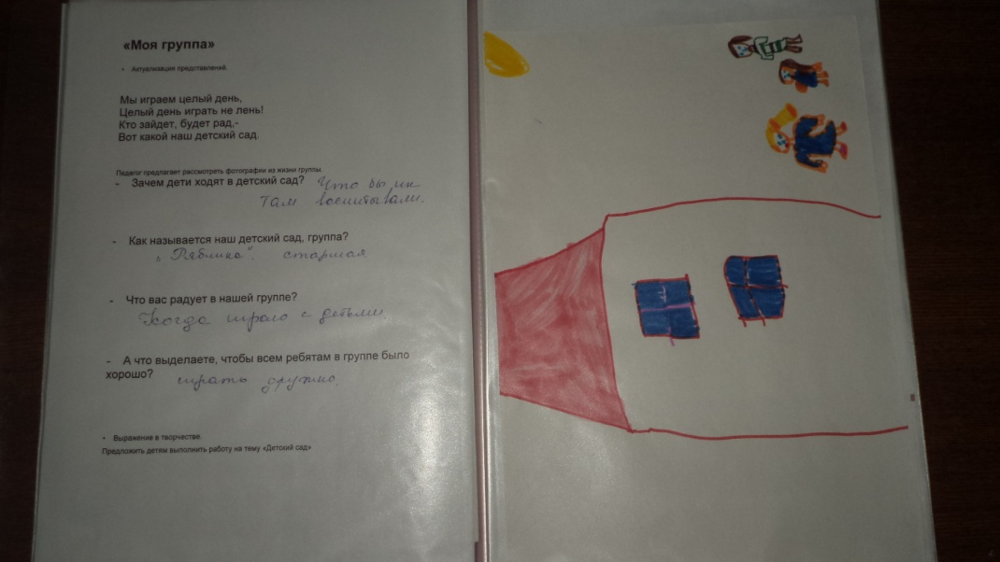 «Моя группа»
• Актуализация представлений.
Мы играем целый день,
Целый день играть не лень!
Кто зайдет, будет рад,-
Вот какой наш детский сад.
Педагог предлагает рассмотреть фотографии из жизни группы.
- Зачем дети ходят в детский сад? Что бы их
там воспитывали.
- Как называется наш детский сад, группа?
„Рябинка". старшая
- Что вас радует в нашей группе?
Когда играю с детьми
- А что выделаете, чтобы всем ребятам в группе было
хорошо? играть дружно.
• Выражение в творчестве.
Предложить детям выполнить работу на тему «Дитский сад»